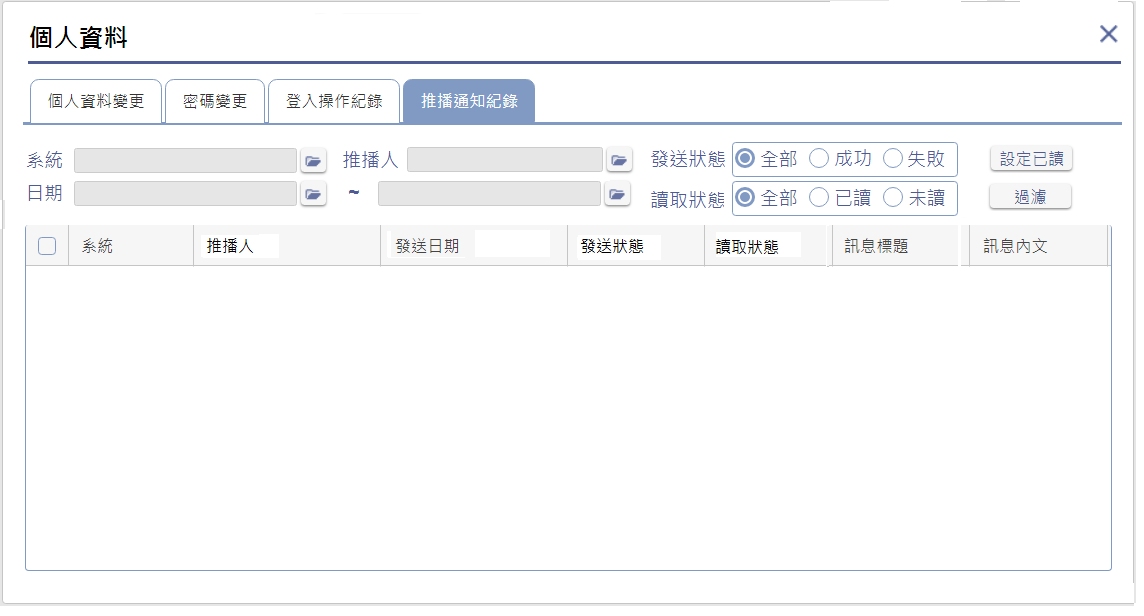 個人資料
個人資料變更 密碼變更 登入操作紀錄 推播通知紀錄
系統 推播人 發送狀態 全部 成功 失敗 設定已讀
日期 ~ 讀取狀態 全部 已讀 未讀 過濾
系統 推播人 發送日期 發送狀態 讀取狀態 訊息標題 訊息內文